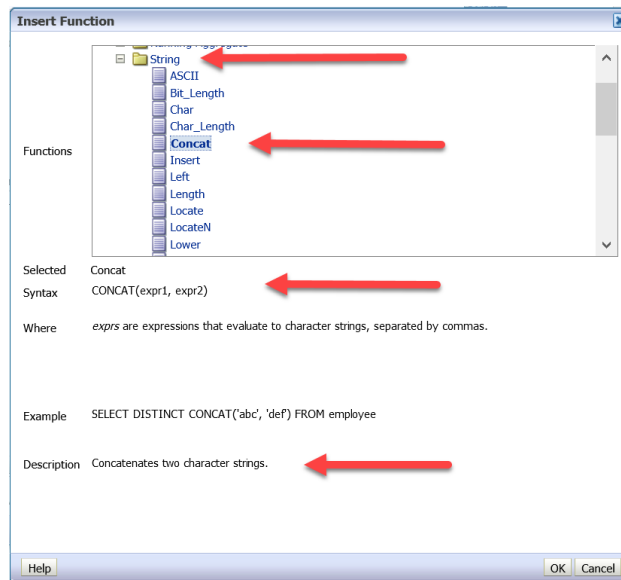 Insert Function
Running Aggregate
String
ASCII
Bit_Length
Char
Char_Length
Concat
Functions
Insert
Left
Length
Locate
LocateN
Lower
Selected Concat
Syntax CONCAT(expr1, expr2)
Where exprs are expressions that evaluate to character strings, separated by commas.
Example SELECT DISTINCT CONCAT('abc', 'def') FROM employee
Description Concatenates two character strings.
Help OK Cancel